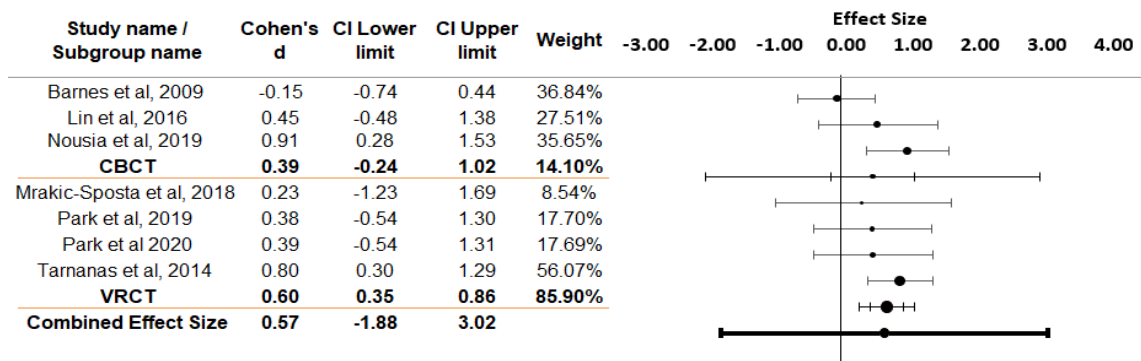 Effect Size
Study name / Subgroup name Cohen's d CI Lower limit CI Upper limit Weight -3.00 -2.00 -1.00 0.00 1.00 2.00 3.00 4.00
Barnes et al, 2009 -0.15 -0.74 0.44 36.84%
Lin et al, 2016 0.45 -0.48 1.38 27.51%
Nousia et al, 2019 0.91 0.28 1.53 35.65%
CBCT 0.39 -0.24 1.02 14.10%
Mrakic-Sposta et al, 2018 0.23 -1.23 1.69 8.54%
Park et al, 2019 0.38 -0.54 1.30 17.70%
Park et al 2020 0.39 -0.54 1.31 17.69%
Tarnanas et al, 2014 0.80 0.30 1.29 56.07%
VRCT 0.60 0.35 0.86 85.90%
Combined Effect Size 0.57 -1.88 3.02